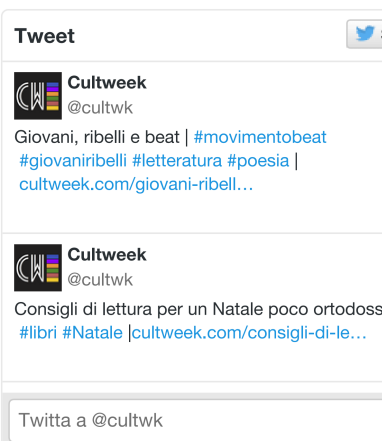 Tweet
Cultweek
@cultwk
Giovani, ribelli e beat | #movimentobeat
#giovaniribelli #letteratura #poesia |
cultweek.com/giovani-ribell…
Cultweek
@cultwk
Consigli di lettura per un Natale poco ortodoss
#libri #Natale |cultweek.com/consigli-di-le…
Twitta a @cultwk